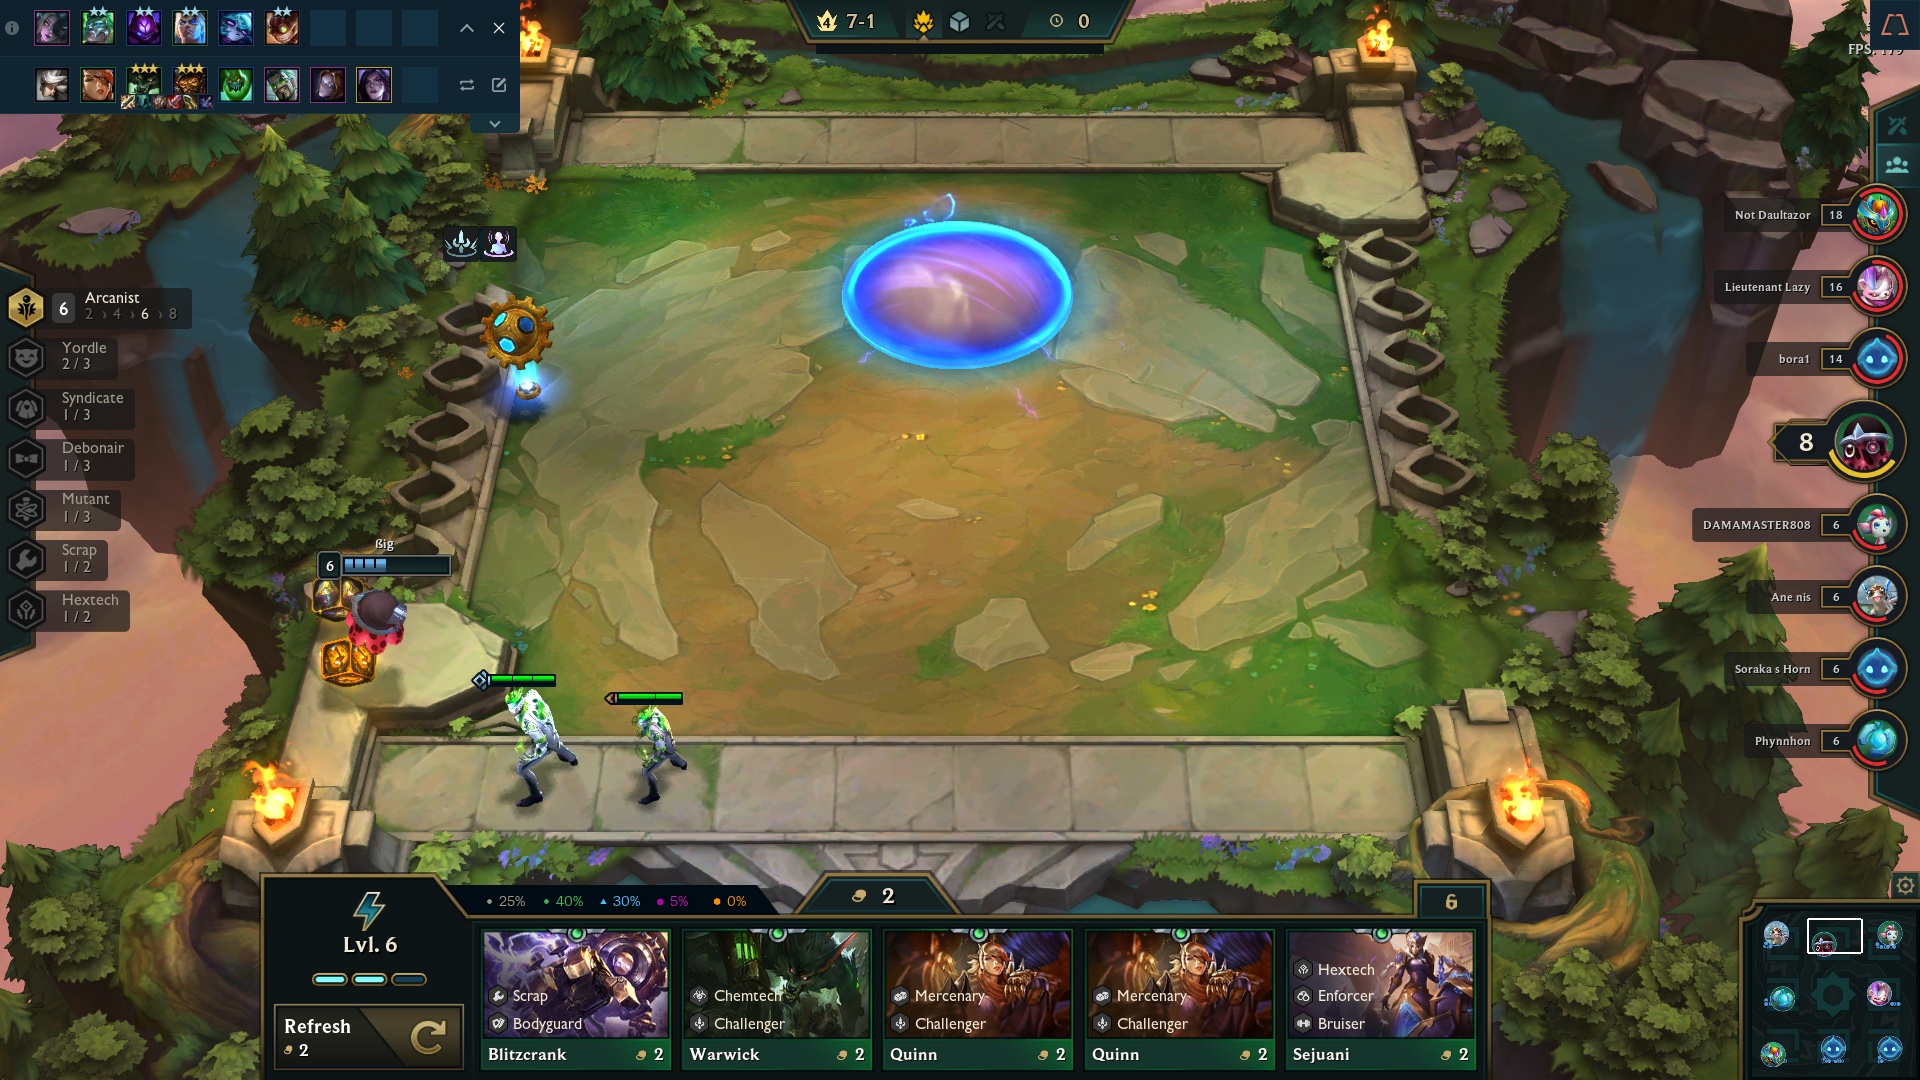 4 7-1
0
FPS: 179
Not Daultazor 18
Lieutenant Lazy 16
bora1 14
8
DAMAMASTER808 6
Ane nis 6
Soraka s Horn 6
Phynnhon 6
6 Arcanist
2 › 4 › 6 › 8
Yordle
2 / 3
Syndicate
1 / 3
Debonair
1 / 3
Mutant
1 / 3
Scrap
1 / 2
Hextech
1 / 2
ßig
6
25% 40% 30% 5% 0%
2
6
Lvl. 6
Refresh
2
Scrap
Bodyguard
Blitzcrank 2
Chemtech
Challenger
Warwick 2
Mercenary
Challenger
Quinn 2
Mercenary
Challenger
Quinn 2
Hextech
Enforcer
Bruiser
Sejuani 2